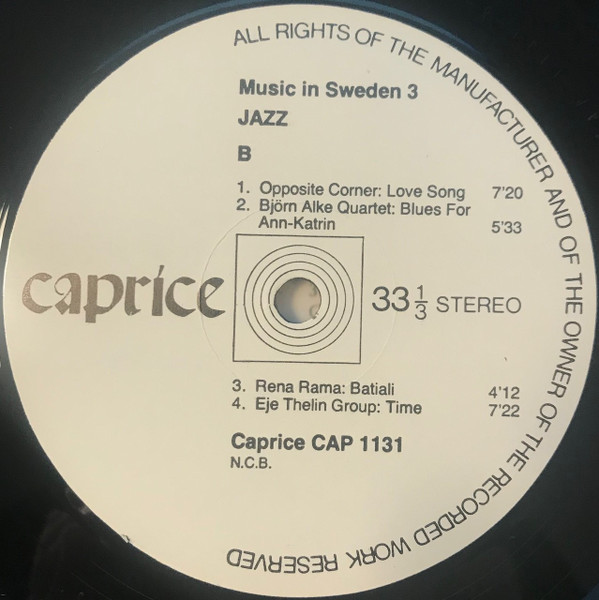 ALL RIGHTS OF THE MANUFACTURER AND OF THE OWNER OF THE RECORDED WORK RESERVED
Music in Sweden 3
JAZZ
B
1. Opposite Corner: Love Song 7'20
2. Björn Alke Quartet: Blues For
Ann-Katrin 5'33
caprice
33 1/3 STEREO
3. Rena Rama: Batiali 4'12
4. Eje Thelin Group: Time 7'22
Caprice CAP 1131
N.C.B.